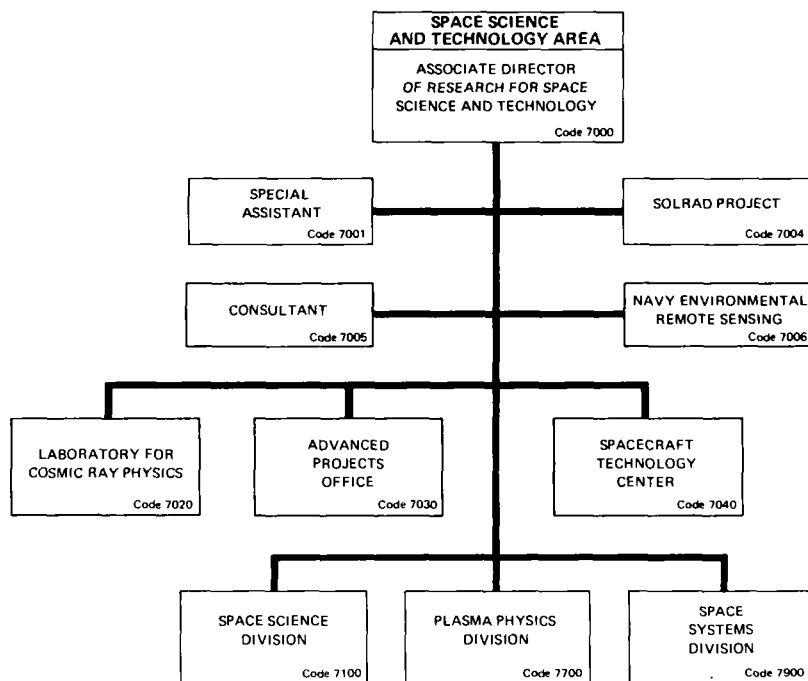 SPACE SCIENCE
AND TECHNOLOGY AREA
ASSOCIATE DIRECTOR
OF RESEARCH FOR SPACE
SCIENCE AND TECHNOLOGY
Code 7000
SPECIAL
ASSISTANT
Code 7001
SOLRAD PROJECT
Code 7004
CONSULTANT
Code 7005
NAVY ENVIRONMENTAL
REMOTE SENSING
Code 7006
LABORATORY FOR
COSMIC RAY PHYSICS
Code 7020
ADVANCED
PROJECTS
OFFICE
Code 7030
SPACECRAFT
TECHNOLOGY
CENTER
Code 7040
SPACE SCIENCE
DIVISION
Code 7100
PLASMA PHYSICS
DIVISION
Code 7700
SPACE
SYSTEMS
DIVISION
Code 7900